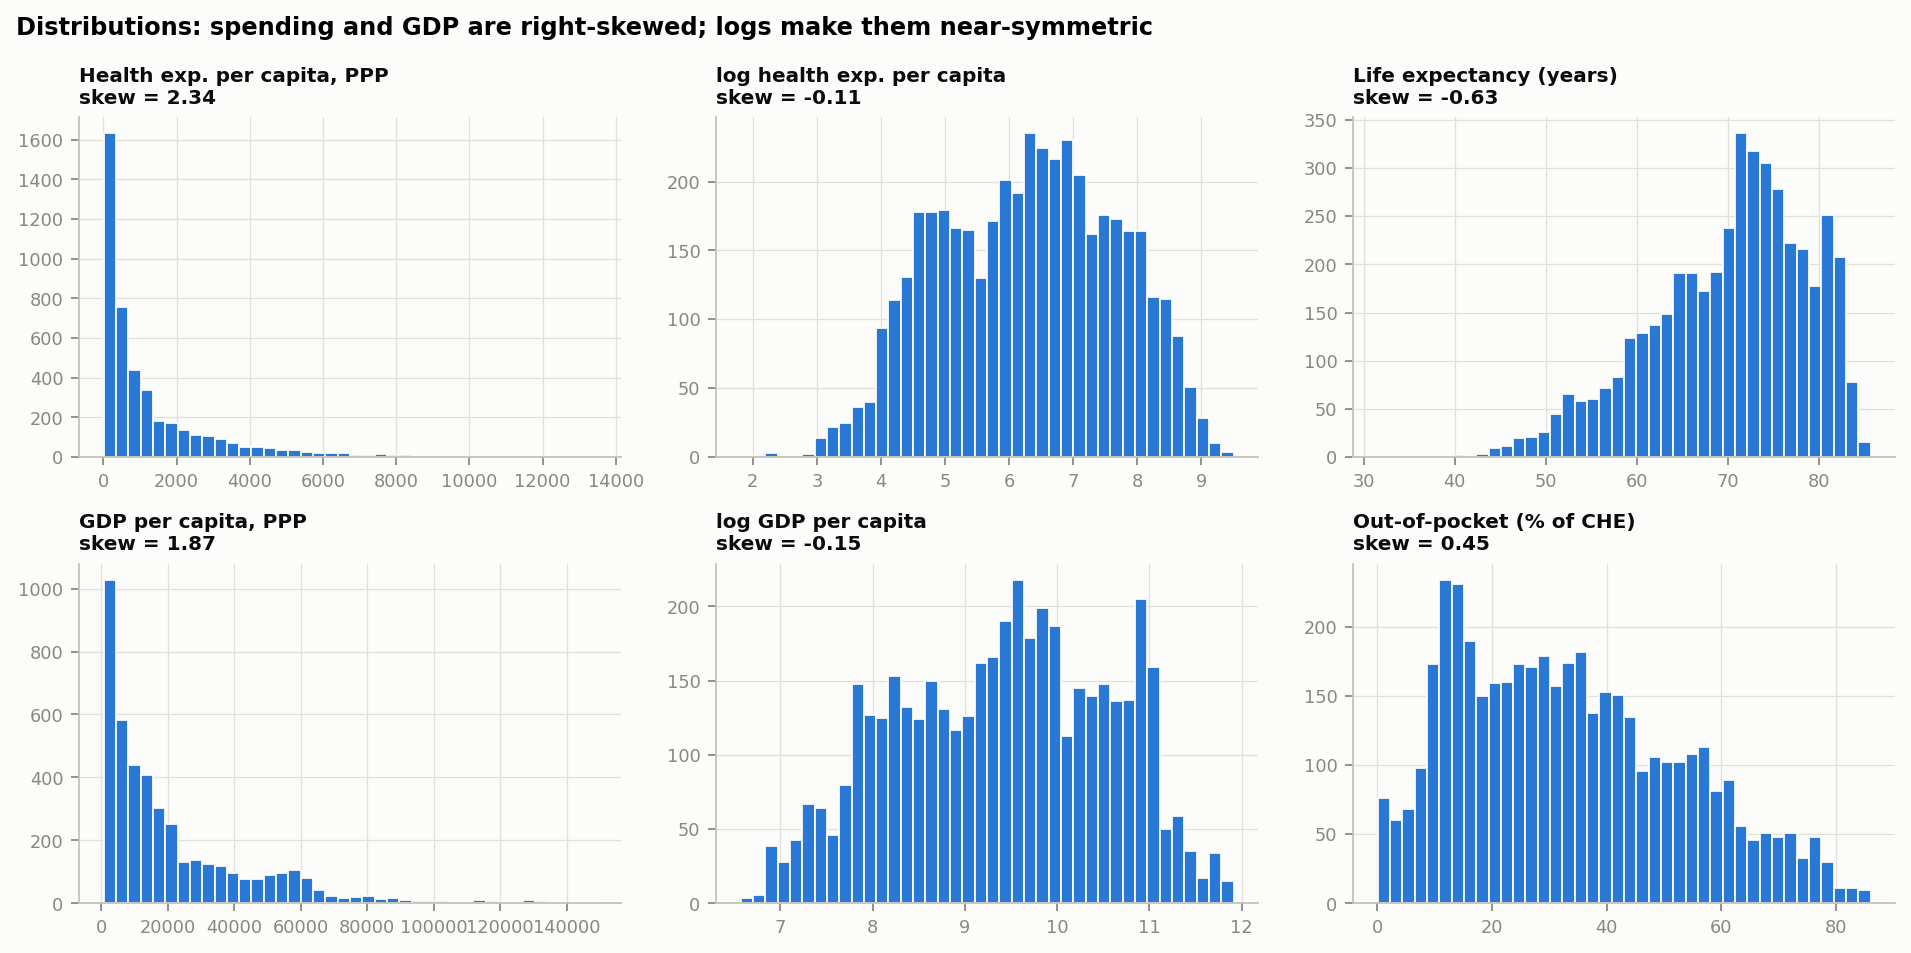 Distributions: spending and GDP are right-skewed; logs make them near-symmetric
Health exp. per capita, PPP
skew = 2.34
1600
1400
1200
1000
800
600
400
200
0
0 2000 4000 6000 8000 10000 12000 14000
log health exp. per capita
skew = -0.11
200
150
100
50
0
2 3 4 5 6 7 8 9
Life expectancy (years)
skew = -0.63
350
300
250
200
150
100
50
0
30 40 50 60 70 80
GDP per capita, PPP
skew = 1.87
1000
800
600
400
200
0
0 20000 40000 60000 80000 100000 120000 140000
log GDP per capita
skew = -0.15
200
150
100
50
0
7 8 9 10 11 12
Out-of-pocket (% of CHE)
skew = 0.45
200
150
100
50
0
0 20 40 60 80